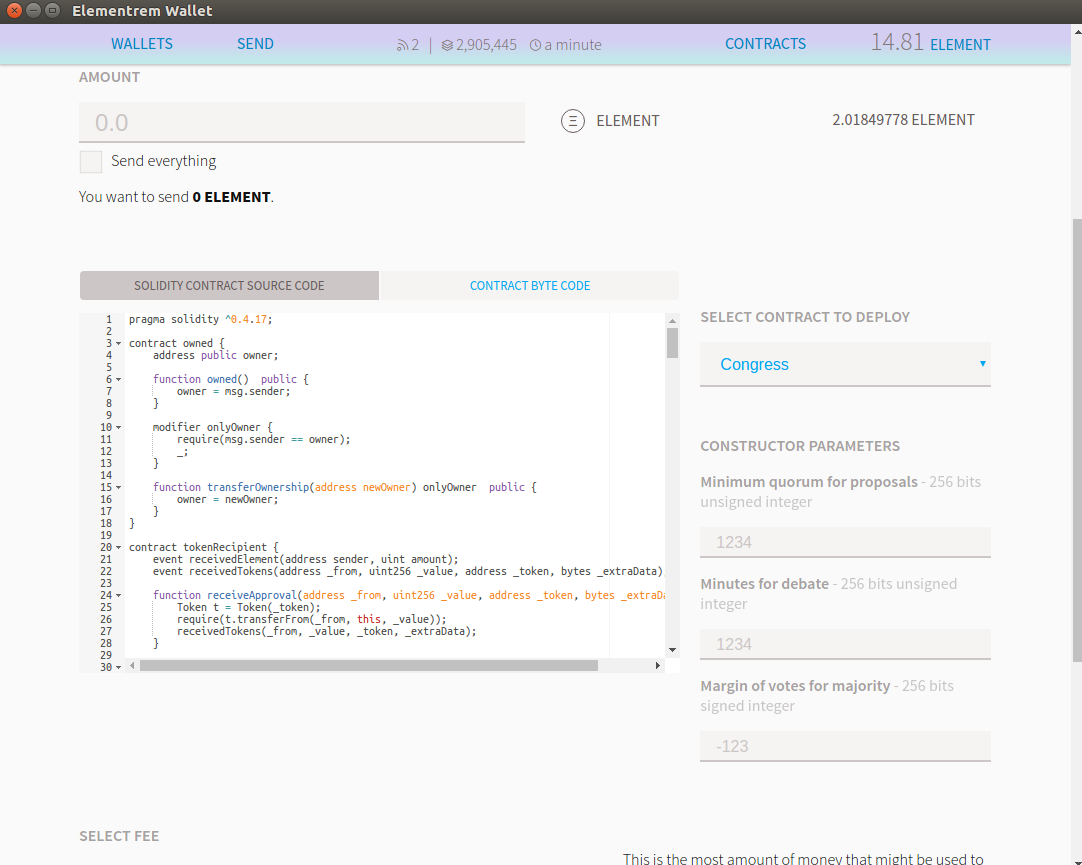 Elementrem Wallet
WALLETS SEND 2 | 2,905,445 a minute CONTRACTS 14.81 ELEMENT
AMOUNT
0.0 ELEMENT 2.01849778 ELEMENT
Send everything
You want to send 0 ELEMENT.
SOLIDITY CONTRACT SOURCE CODE CONTRACT BYTE CODE
1 pragma solidity ^0.4.17;
2
3 contract owned {
4 address public owner;
5
6 function owned()  public {
7 owner = msg.sender;
8 }
9
10 modifier onlyOwner {
11 require(msg.sender == owner);
12 _;
13 }
14
15 function transferOwnership(address newOwner) onlyOwner  public {
16 owner = newOwner;
17 }
18 }
19
20 contract tokenRecipient {
21 event receivedElement(address sender, uint amount);
22 event receivedTokens(address _from, uint256 _value, address _token, bytes _extraData)
23
24 function receiveApproval(address _from, uint256 _value, address _token, bytes _extraDa
25 Token t = Token(_token);
26 require(t.transferFrom(_from, this, _value));
27 receivedTokens(_from, _value, _token, _extraData);
28 }
29
30
SELECT CONTRACT TO DEPLOY
Congress
CONSTRUCTOR PARAMETERS
Minimum quorum for proposals - 256 bits
unsigned integer
1234
Minutes for debate - 256 bits unsigned
integer
1234
Margin of votes for majority - 256 bits
signed integer
-123
SELECT FEE
This is the most amount of money that might be used to